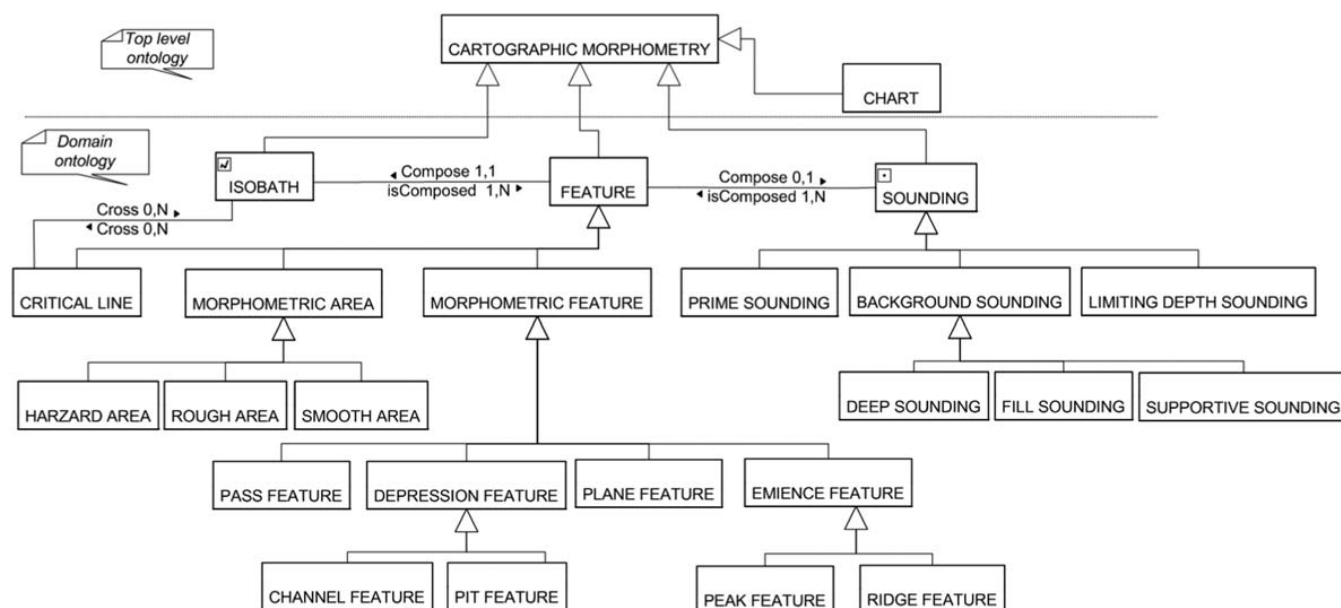 Top level
ontology
CARTOGRAPHIC MORPHOMETRY
CHART
Domain
ontology
ISOBATH
Compose 1,1
isComposed 1,N
FEATURE
Compose 0,1
isComposed 1,N
SOUNDING
Cross 0,N
Cross 0,N
CRITICAL LINE
MORPHOMETRIC AREA
MORPHOMETRIC FEATURE
PRIME SOUNDING
BACKGROUND SOUNDING
LIMITING DEPTH SOUNDING
HARZARD AREA
ROUGH AREA
SMOOTH AREA
DEEP SOUNDING
FILL SOUNDING
SUPPORTIVE SOUNDING
PASS FEATURE
DEPRESSION FEATURE
PLANE FEATURE
EMIENCE FEATURE
CHANNEL FEATURE
PIT FEATURE
PEAK FEATURE
RIDGE FEATURE